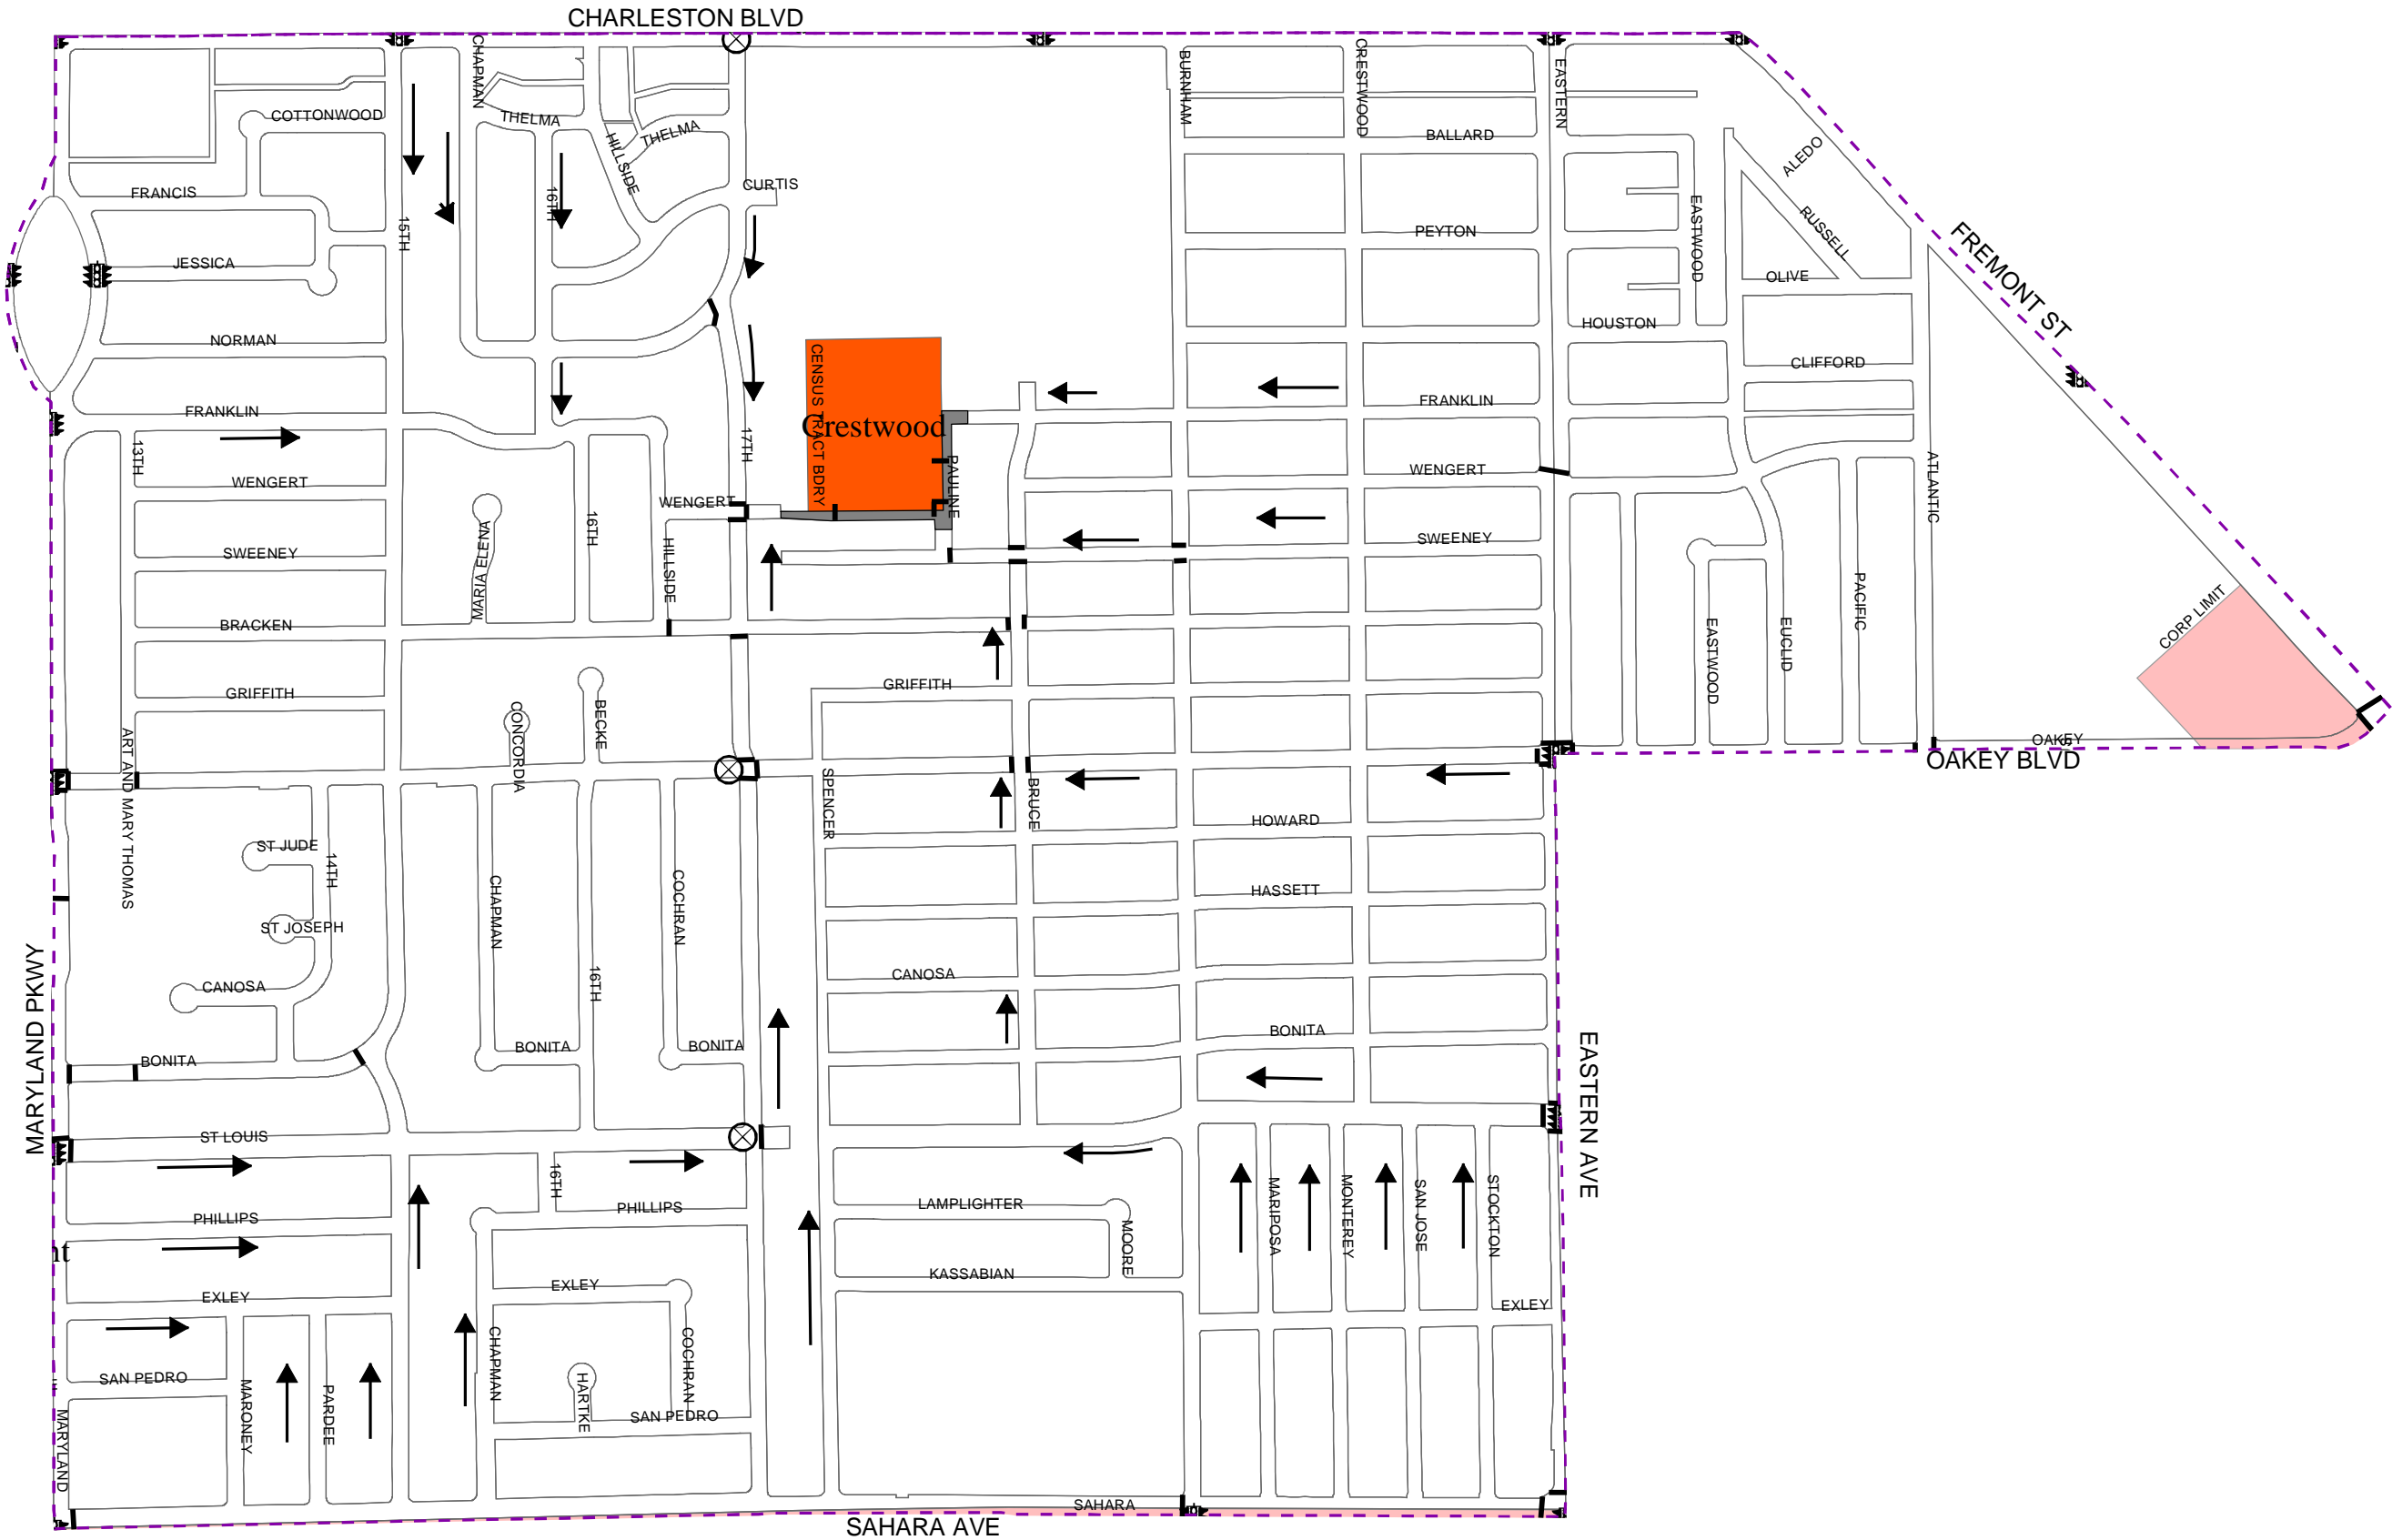 CHARLESTON BLVD
CHAPMAN
BURNHAM
CRESTWOOD
EASTERN
COTTONWOOD
THELMA
HILLSIDE
THELMA
BALLARD
ALEDO
FRANCIS
16TH
CURTIS
15TH
EASTWOOD
RUSSELL
PEYTON
FREMONT ST
JESSICA
OLIVE
NORMAN
HOUSTON
CENSUS TRACT BDRY
CLIFFORD
FRANKLIN
Crestwood
FRANKLIN
13TH
17TH
PAULINE
WENGERT
ATLANTIC
WENGERT
WENGERT
16TH
SWEENEY
MARIA ELENA
HILLSIDE
SWEENEY
PACIFIC
CORP LIMIT
BRACKEN
EASTWOOD
EUCLID
GRIFFITH
GRIFFITH
CONCORDIA
BECKE
ART AND MARY THOMAS
OAKEY
OAKEY BLVD
SPENCER
BRUCE
HOWARD
ST JUDE
14TH
CHAPMAN
COCHRAN
HASSETT
ST JOSEPH
16TH
CANOSA
CANOSA
MARYLAND PKWY
BONITA
BONITA
BONITA
BONITA
EASTERN AVE
ST LOUIS
16TH
PHILLIPS
PHILLIPS
LAMPLIGHTER
MOORE
MARIPOSA
MONTEREY
SAN JOSE
STOCKTON
nt
KASSABIAN
EXLEY
EXLEY
EXLEY
SAN PEDRO
MARONEY
PARDEE
CHAPMAN
HARTKE
COCHRAN
SAN PEDRO
MARYLAND
SAHARA
SAHARA AVE